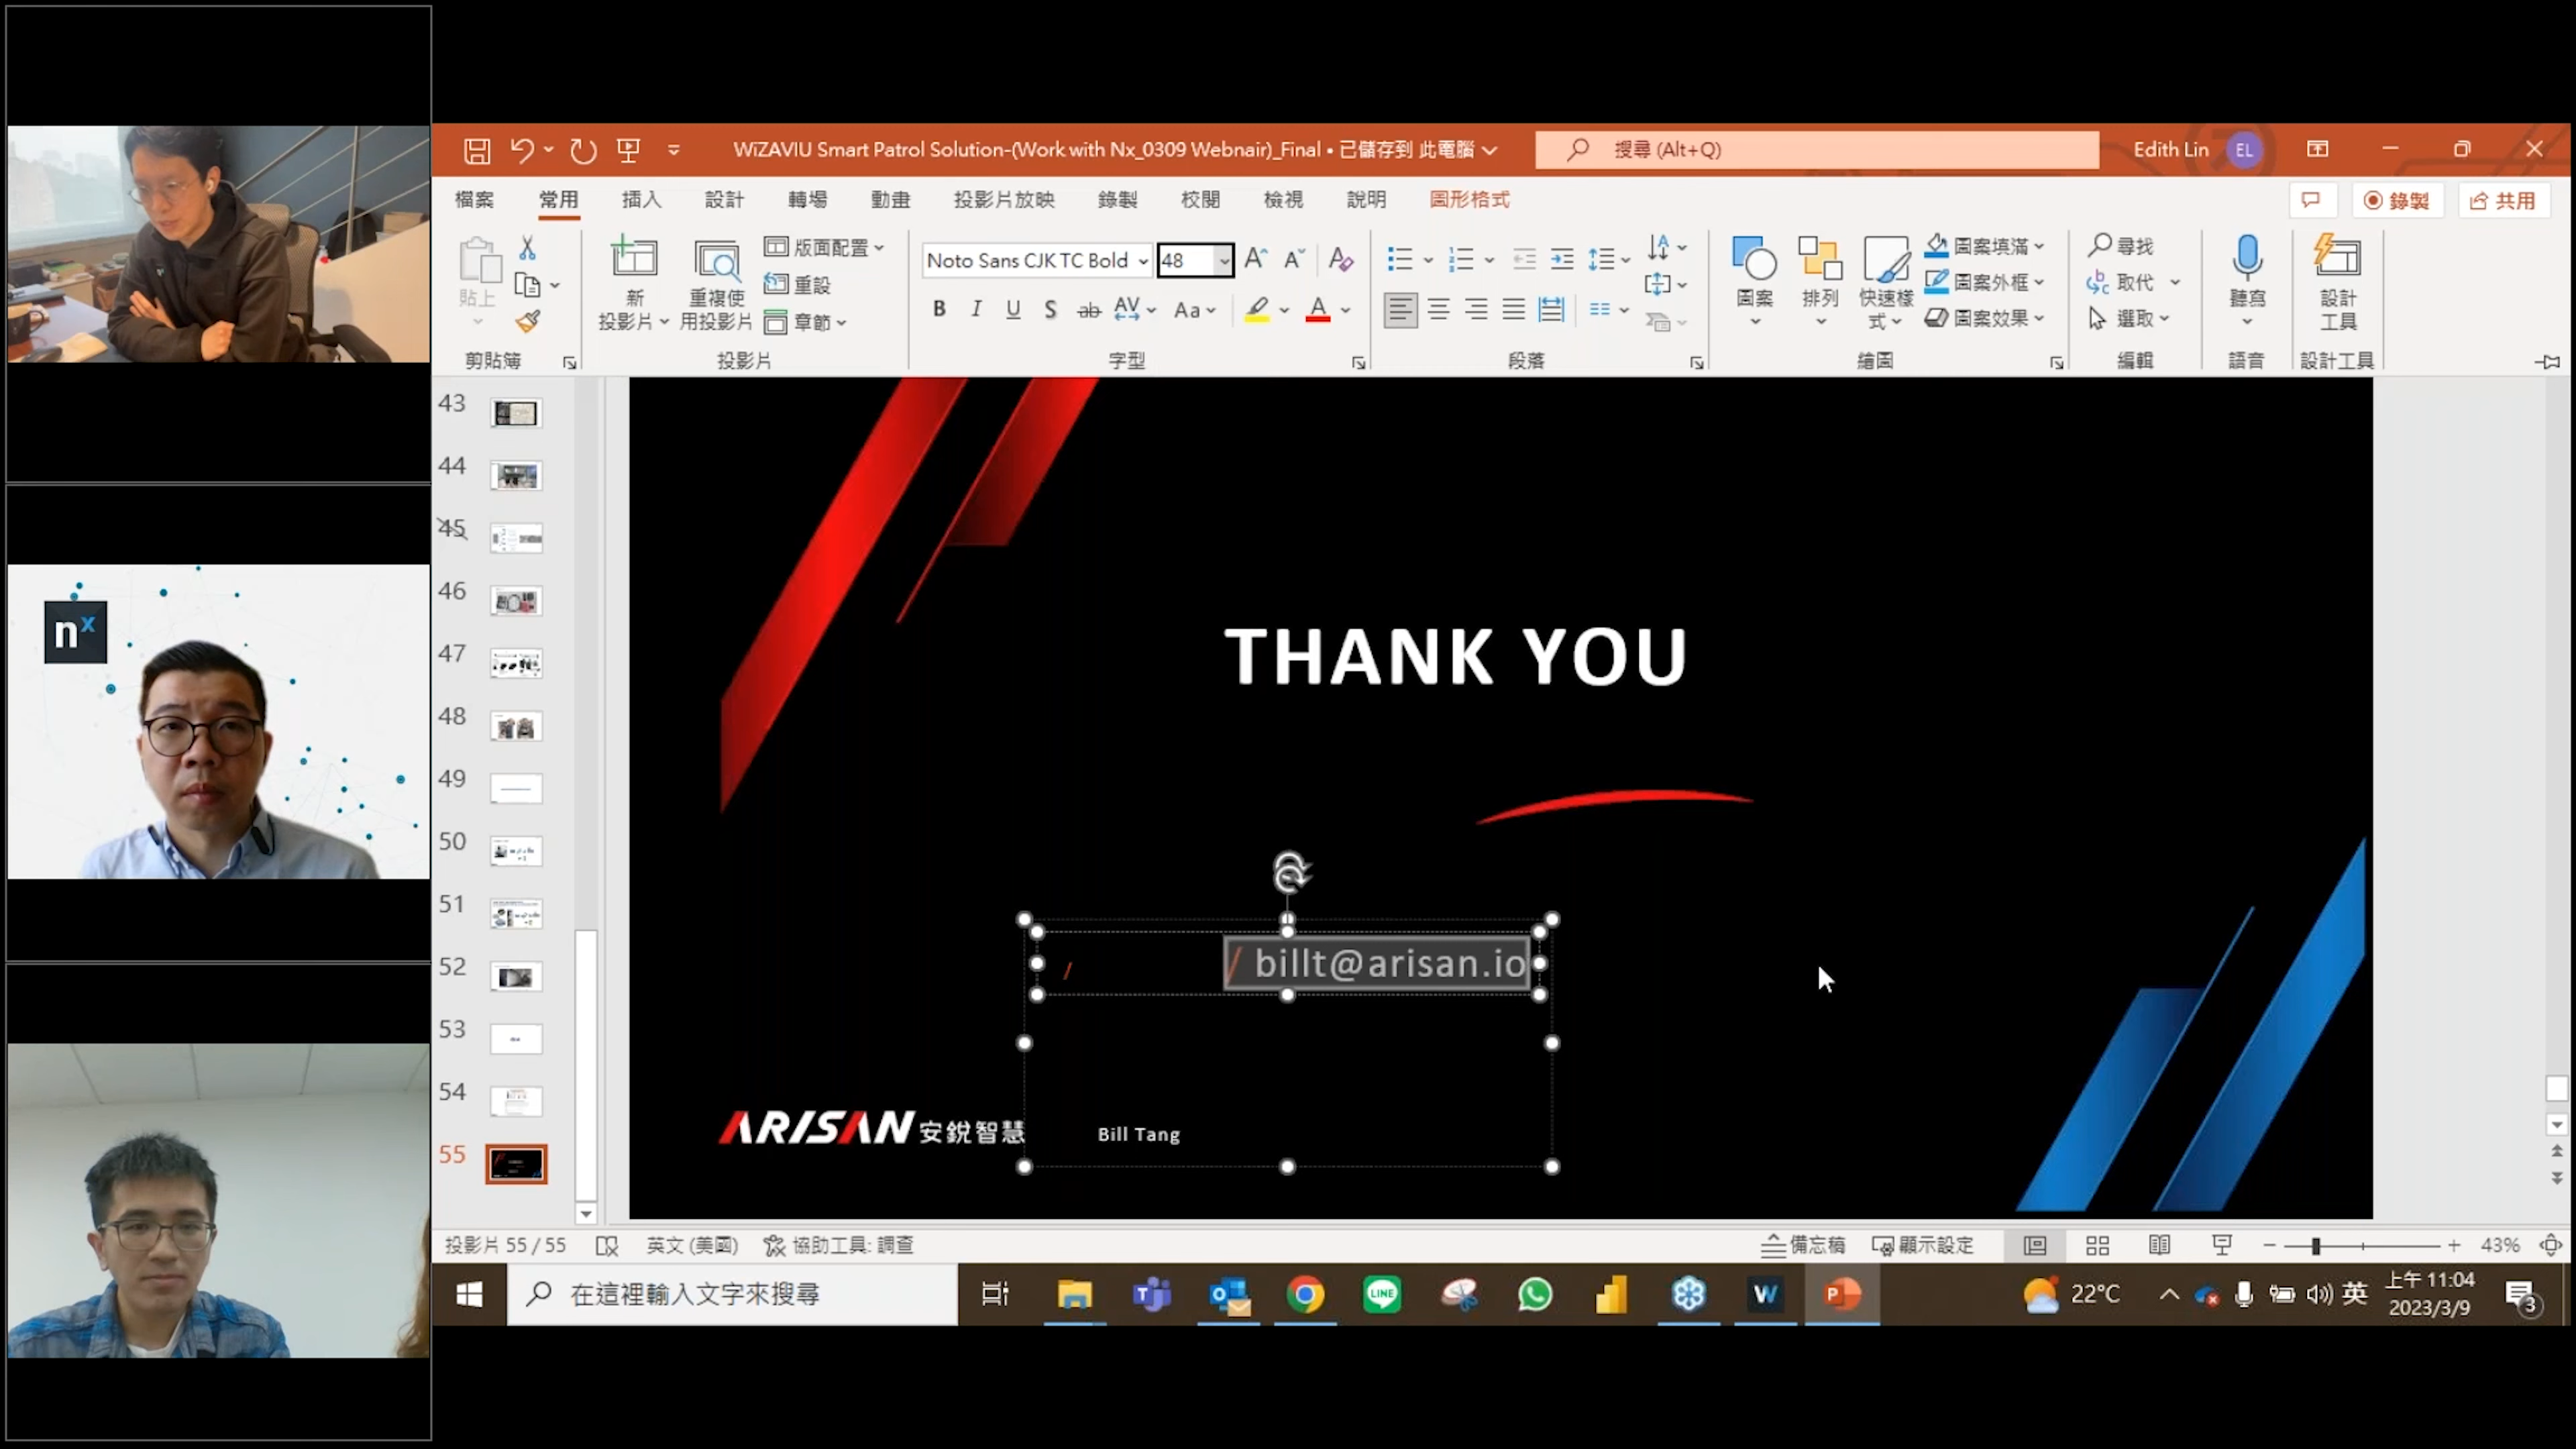 WiZAVIU Smart Patrol Solution-(Work with Nx_0309 Webnair)_Final • 已儲存到 此電腦
搜尋 (Alt+Q)
Edith Lin
EL
檔案 常用 插入 設計 轉場 動畫 投影片放映 錄製 校閱 檢視 說明 圖形格式
錄製
共用
貼上
剪貼簿
新
投影片
重複使
用投影片
版面配置
重設
章節
投影片
Noto Sans CJK TC Bold
48
B I U S ab AV Aa A
字型
段落
圖案
排列
快速樣
式
圖案填滿
圖案外框
圖案效果
繪圖
尋找
取代
選取
編輯
聽寫
語音
設計
工具
設計工具
43
44
45
46
47
48
49
50
51
52
53
54
55
nx
THANK YOU
/ / billt@arisan.io
ARISAN 安銳智慧
Bill Tang
投影片 55 / 55
英文 (美國)
協助工具: 調查
備忘稿
顯示設定
43%
在這裡輸入文字來搜尋
LINE
22°C
英
上午 11:04
2023/3/9
3